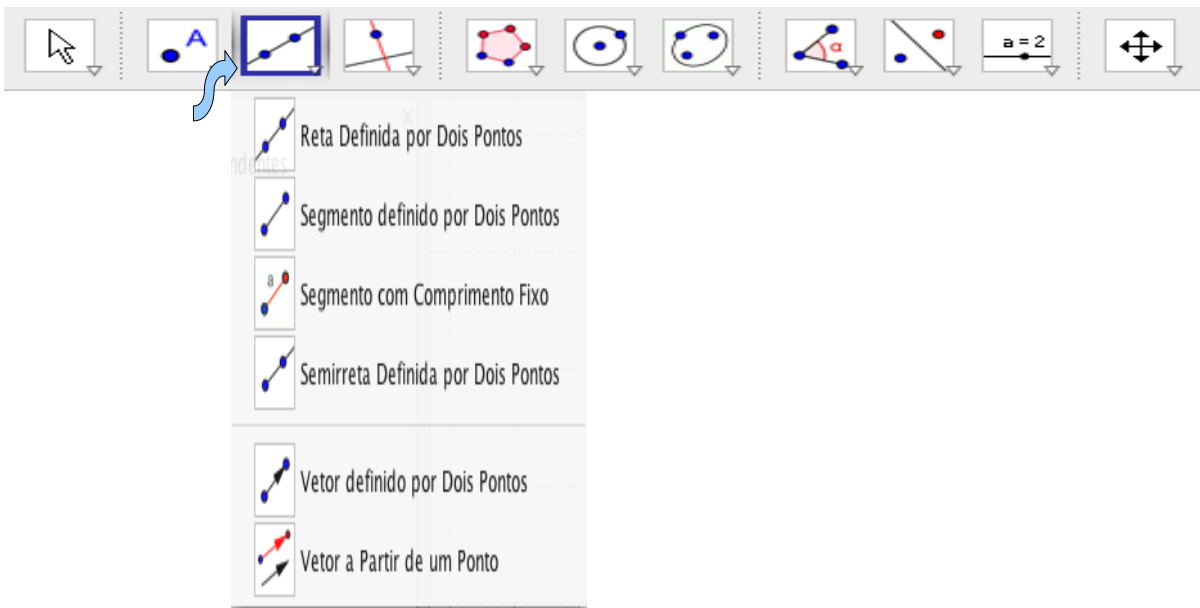 A
α
a = 2
Reta Definida por Dois Pontos
Segmento definido por Dois Pontos
a
Segmento com Comprimento Fixo
Semirreta Definida por Dois Pontos
Vetor definido por Dois Pontos
Vetor a Partir de um Ponto